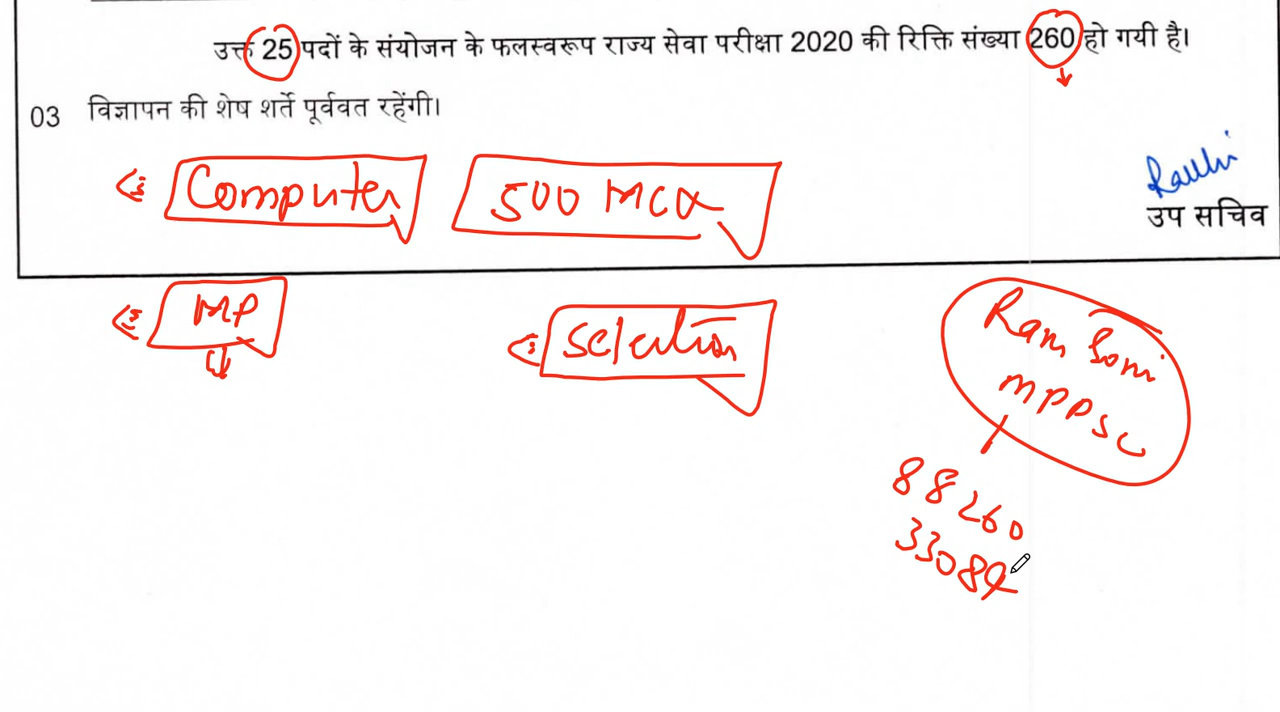 उक्त 25 पदों के संयोजन के फलस्वरूप राज्य सेवा परीक्षा 2020 की रिक्ति संख्या 260 हो गयी है।
03 विज्ञापन की शेष शर्ते पूर्ववत रहेंगी।
Computer 500 MCQ
उप सचिव
MP Selection
Ram Soni
MPPSC
88260